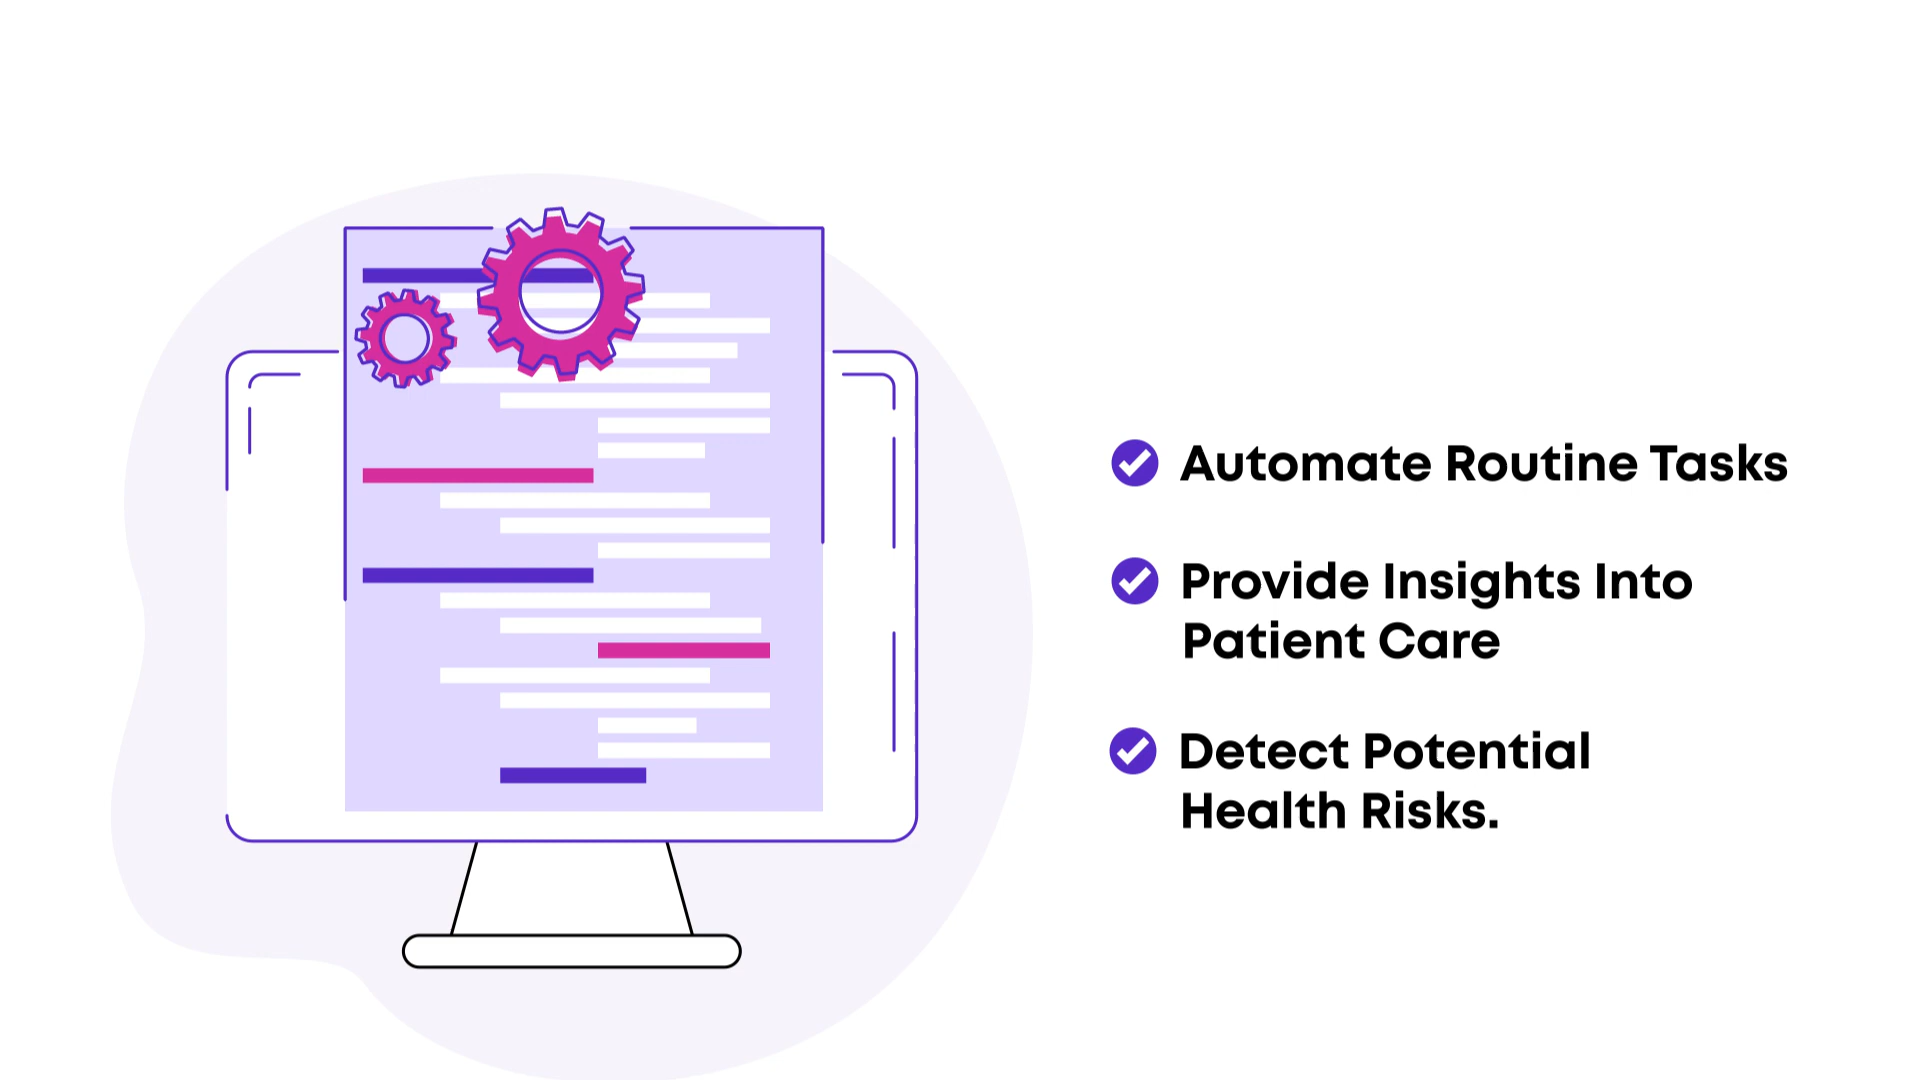 Automate Routine Tasks
Provide Insights Into
Patient Care
Detect Potential
Health Risks.